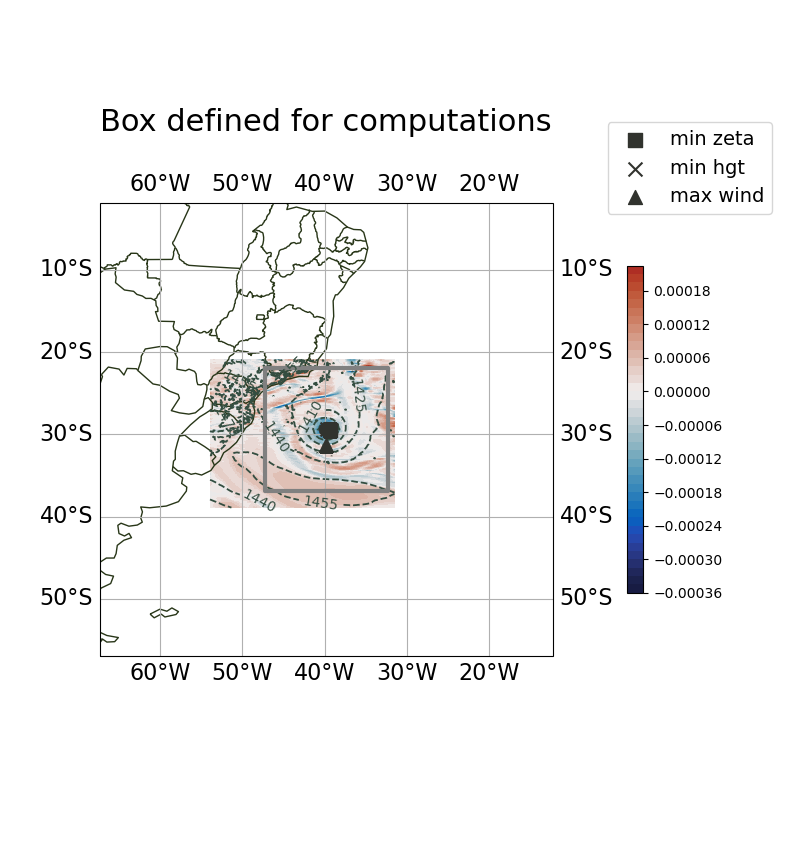 Box defined for computations
min zeta
min hgt
max wind
60°W 50°W 40°W 30°W 20°W
10°S 10°S
20°S 20°S
30°S 30°S
40°S 40°S
50°S 50°S
60°W 50°W 40°W 30°W 20°W
1410
1425
1440
1440
1455
0.00018
0.00012
0.00006
0.00000
−0.00006
−0.00012
−0.00018
−0.00024
−0.00030
−0.00036